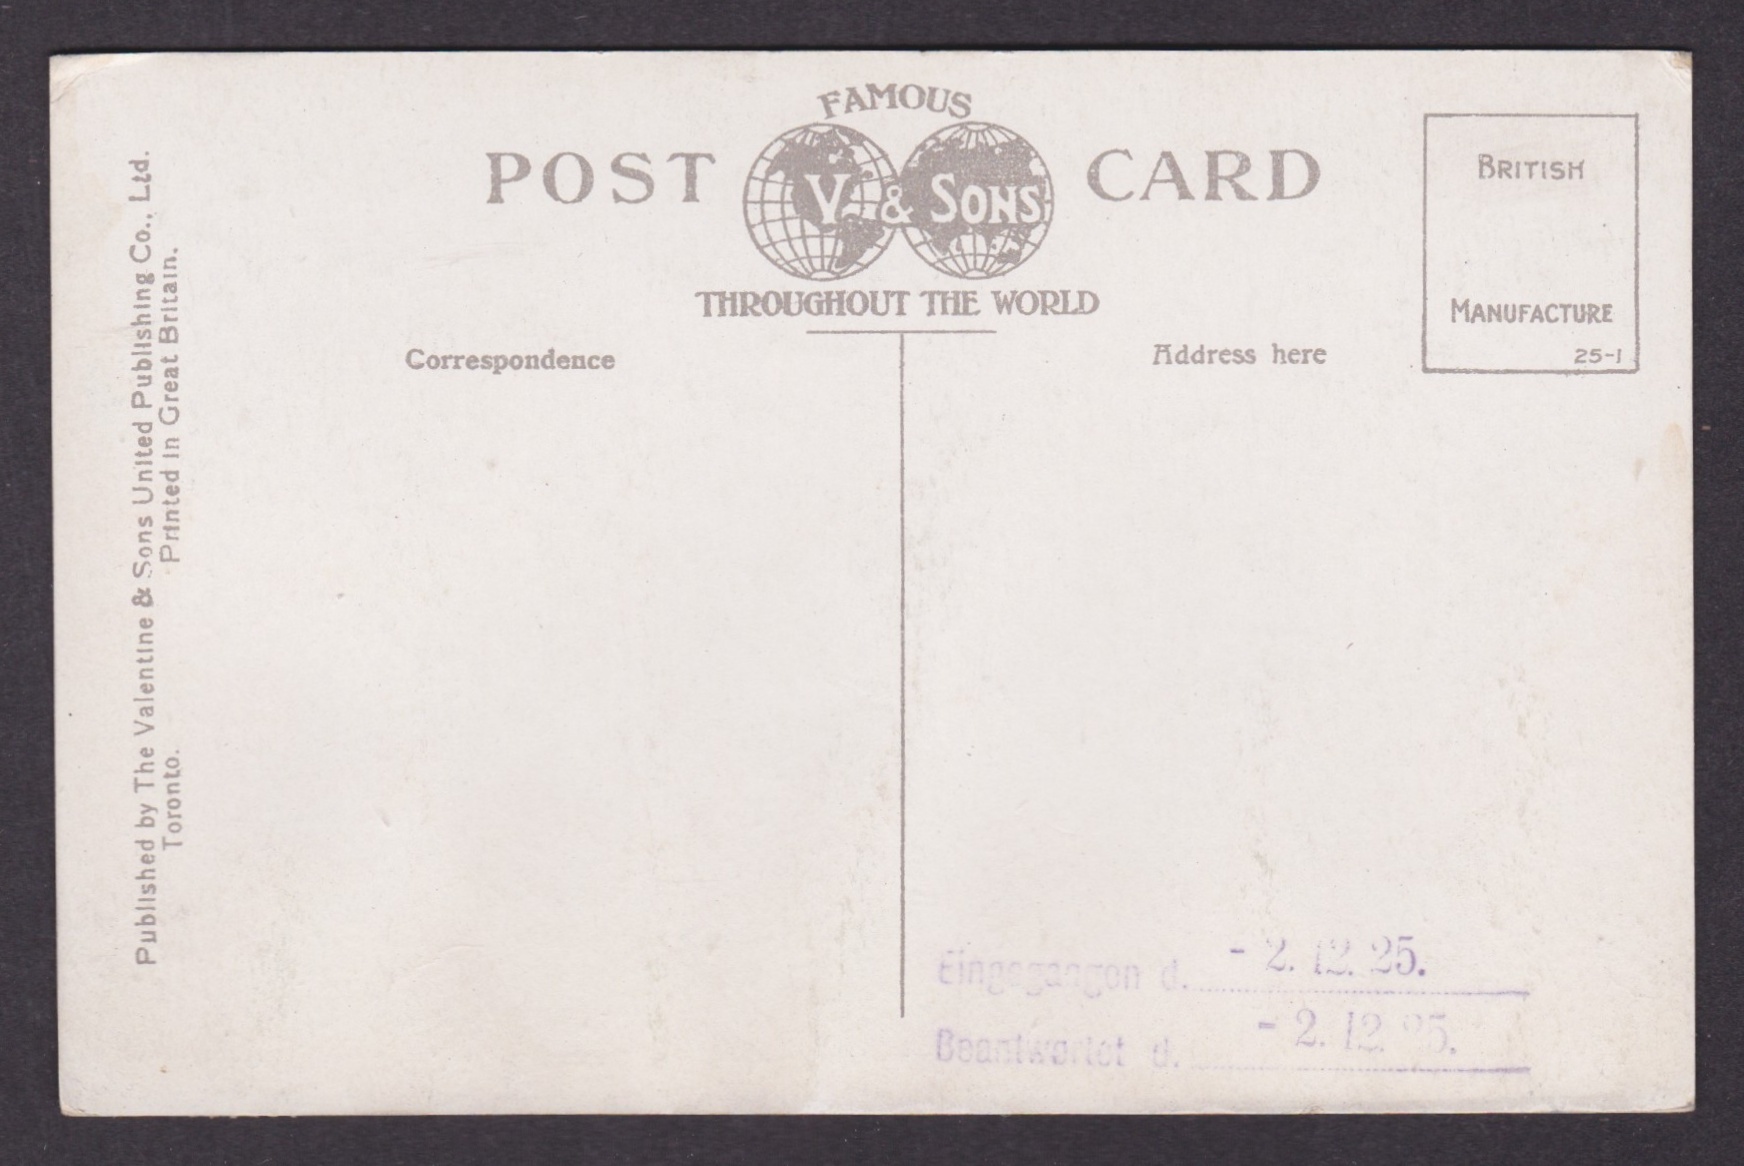 FAMOUS
POST V & SONS CARD
THROUGHOUT THE WORLD
Correspondence
Address here
BRITISH
MANUFACTURE
25-1
Published by The Valentine & Sons United Publishing Co., Ltd.
Toronto. Printed in Great Britain.
Eingegangen d. - 2. 12. 25.
Beantwortet d. - 2. 12. 25.